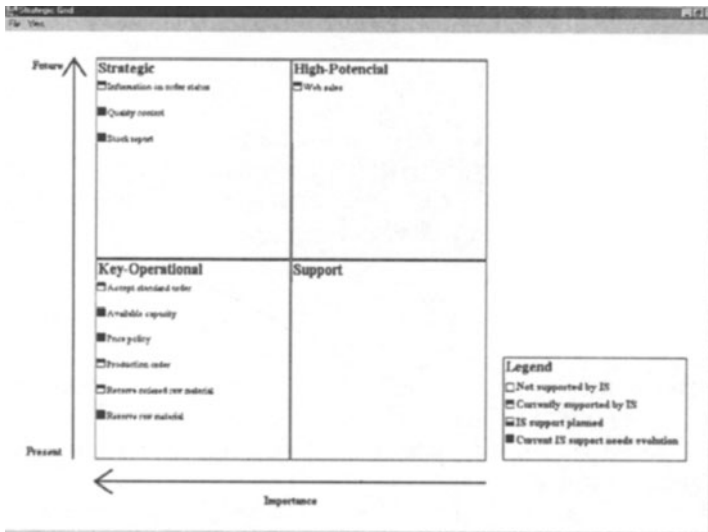 Strategic Grid
File View
Future
Strategic
Information on order status
Quality control
Stock report
High-Potencial
Web sales
Key-Operational
Accept standard order
Available capacity
Price policy
Production order
Receive ordered raw material
Reserve raw material
Support
Legend
Not supported by IS
Currently supported by IS
IS support planned
Current IS support needs evolution
Present
Importance